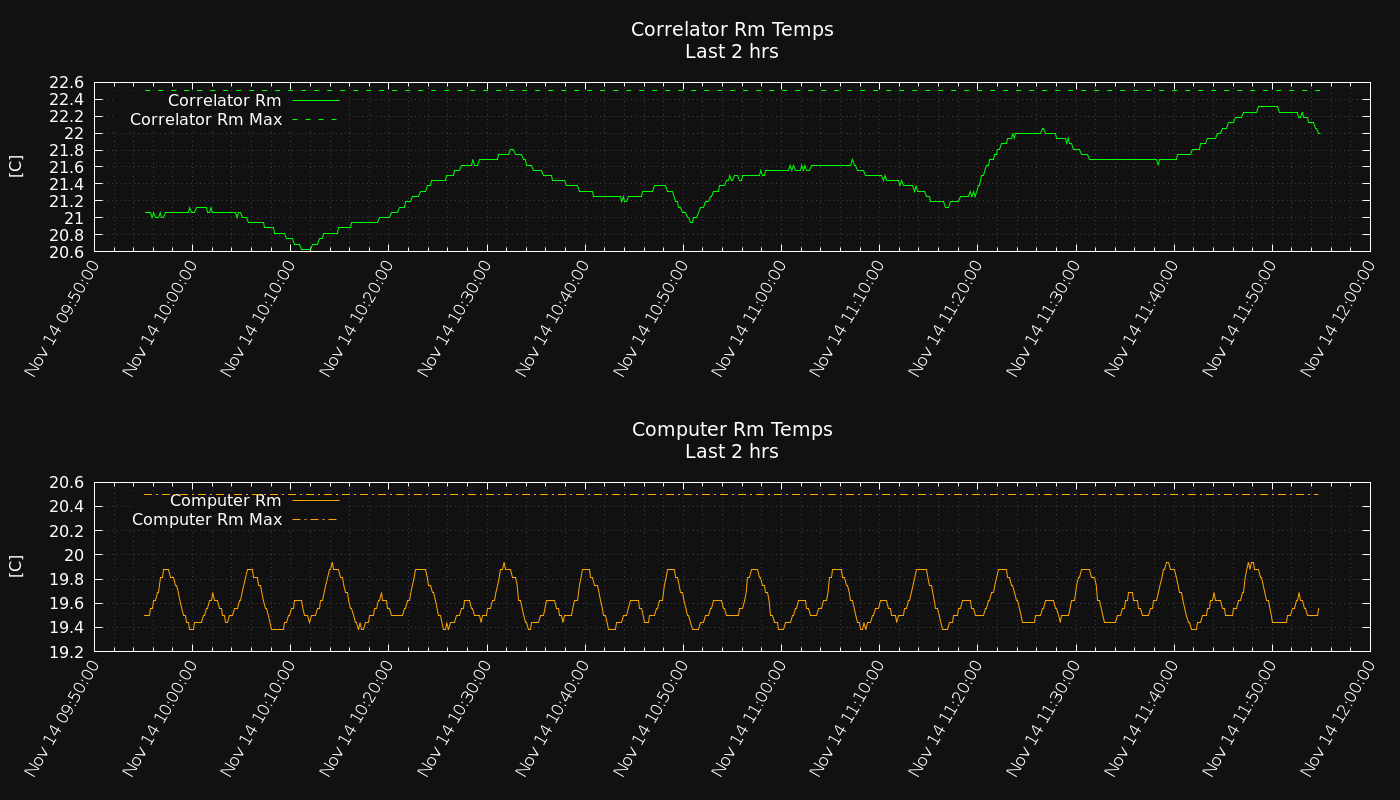 Correlator Rm Temps
Last 2 hrs
[C]
22.6
22.4
22.2
22
21.8
21.6
21.4
21.2
21
20.8
20.6
Correlator Rm
Correlator Rm Max
Nov 14 09:50:00
Nov 14 10:00:00
Nov 14 10:10:00
Nov 14 10:20:00
Nov 14 10:30:00
Nov 14 10:40:00
Nov 14 10:50:00
Nov 14 11:00:00
Nov 14 11:10:00
Nov 14 11:20:00
Nov 14 11:30:00
Nov 14 11:40:00
Nov 14 11:50:00
Nov 14 12:00:00
Computer Rm Temps
Last 2 hrs
[C]
20.6
20.4
20.2
20
19.8
19.6
19.4
19.2
Computer Rm
Computer Rm Max
Nov 14 09:50:00
Nov 14 10:00:00
Nov 14 10:10:00
Nov 14 10:20:00
Nov 14 10:30:00
Nov 14 10:40:00
Nov 14 10:50:00
Nov 14 11:00:00
Nov 14 11:10:00
Nov 14 11:20:00
Nov 14 11:30:00
Nov 14 11:40:00
Nov 14 11:50:00
Nov 14 12:00:00